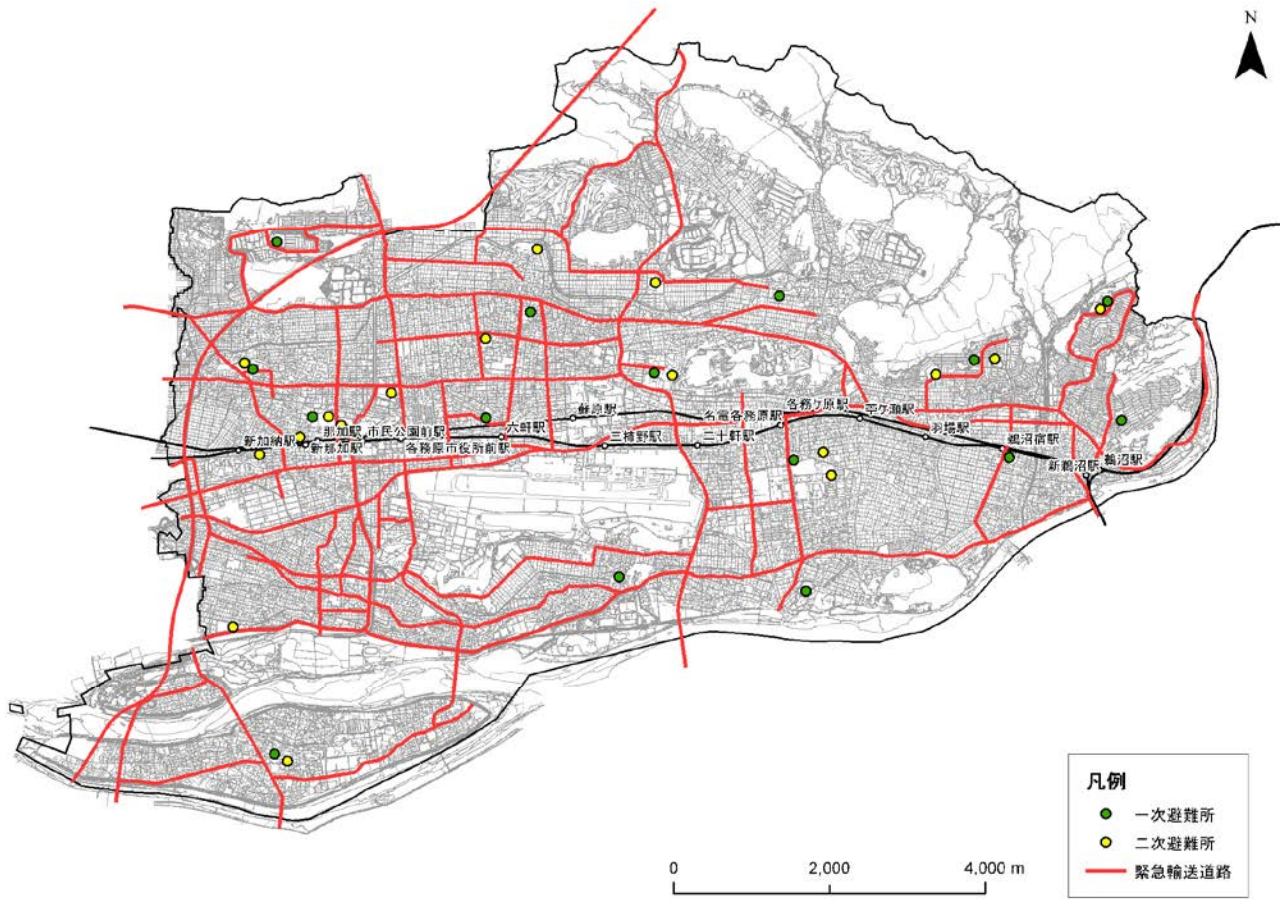 N
蘇原駅
各務ケ原駅
名電各務原駅
苧ケ瀬駅
六軒駅
那加駅
市民公園前駅
羽場駅
新加納駅
三柿野駅
二十軒駅
鵜沼宿駅
新那加駅
各務原市役所前駅
新鵜沼駅
鵜沼駅
凡例
一次避難所
二次避難所
緊急輸送道路
0 2,000 4,000 m